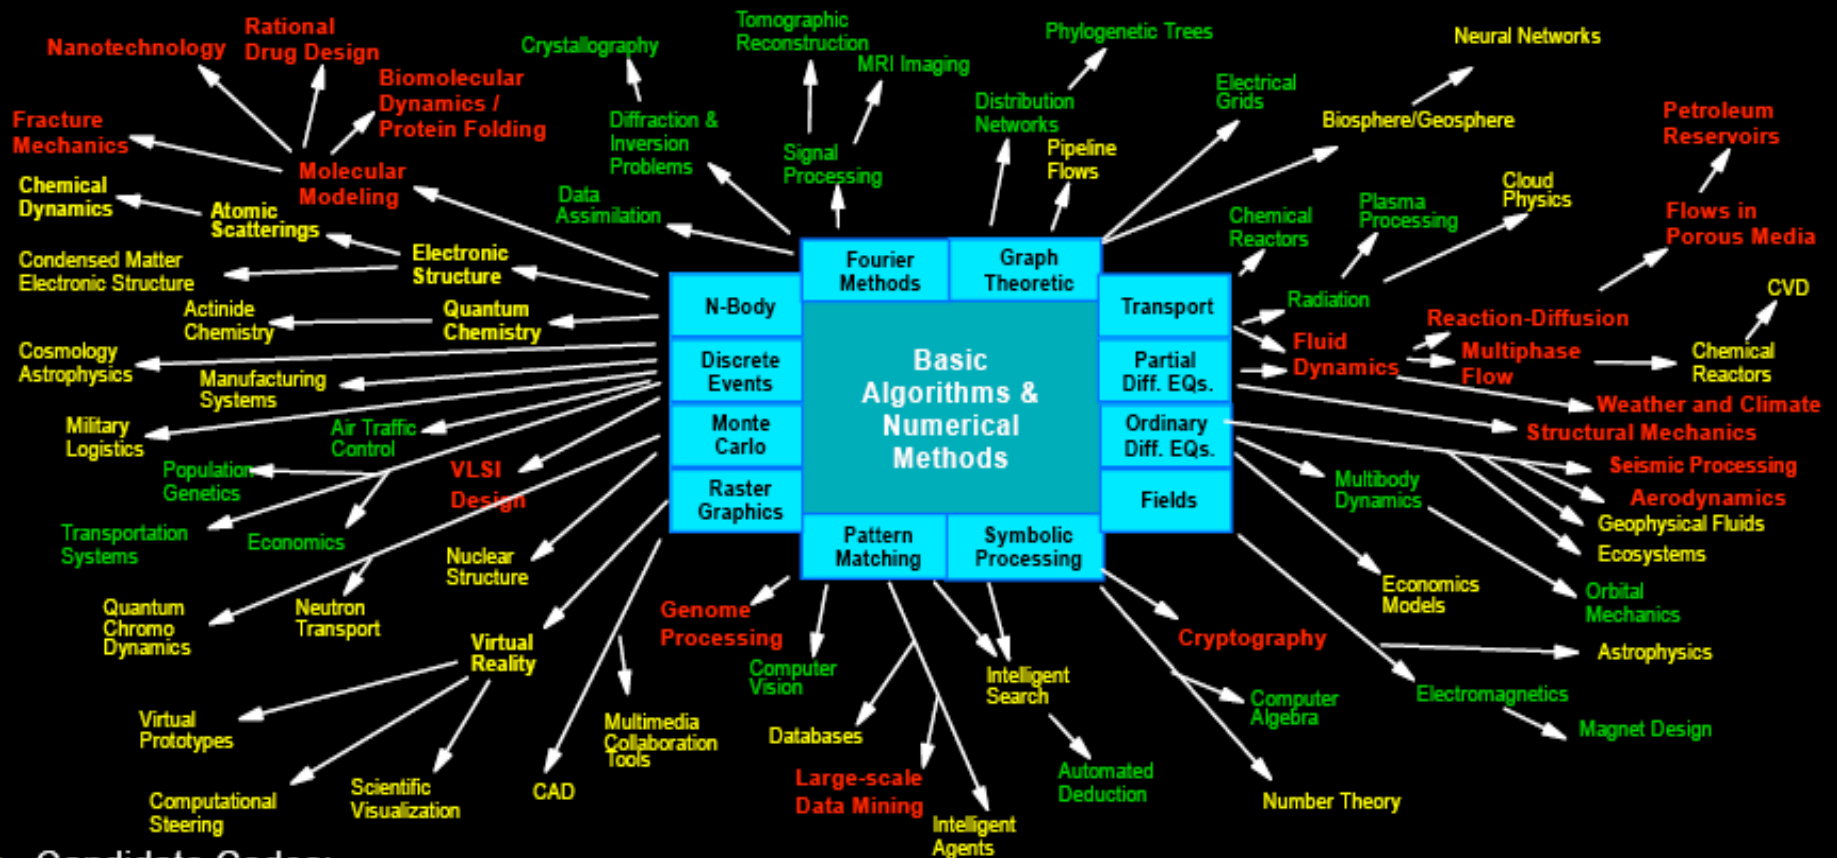 Nanotechnology
Rational
Drug Design
Biomolecular
Dynamics /
Protein Folding
Fracture
Mechanics
Molecular
Modeling
Chemical
Dynamics
Atomic
Scatterings
Condensed Matter
Electronic Structure
Electronic
Structure
Actinide
Chemistry
Quantum
Chemistry
Cosmology
Astrophysics
Manufacturing
Systems
Military
Logistics
Air Traffic
Control
Population
Genetics
VLSI
Design
Transportation
Systems
Economics
Nuclear
Structure
Quantum
Chromo
Dynamics
Neutron
Transport
Virtual
Reality
Virtual
Prototypes
Computational
Steering
Scientific
Visualization
CAD
Multimedia
Collaboration
Tools
Crystallography
Tomographic
Reconstruction
MRI Imaging
Diffraction &
Inversion
Problems
Signal
Processing
Data
Assimilation
Phylogenetic Trees
Distribution
Networks
Pipeline
Flows
Electrical
Grids
Neural Networks
Biosphere/Geosphere
Petroleum
Reservoirs
Cloud
Physics
Plasma
Processing
Chemical
Reactors
Flows in
Porous Media
Radiation
CVD
Reaction-Diffusion
Fluid
Dynamics
Multiphase
Flow
Chemical
Reactors
Weather and Climate
Structural Mechanics
Seismic Processing
Aerodynamics
Geophysical Fluids
Ecosystems
Multibody
Dynamics
Orbital
Mechanics
Economics
Models
Astrophysics
Electromagnetics
Magnet Design
Fourier
Methods
Graph
Theoretic
N-Body
Discrete
Events
Monte
Carlo
Raster
Graphics
Basic
Algorithms &
Numerical
Methods
Transport
Partial
Diff. EQs.
Ordinary
Diff. EQs.
Fields
Pattern
Matching
Symbolic
Processing
Genome
Processing
Computer
Vision
Databases
Large-scale
Data Mining
Intelligent
Agents
Intelligent
Search
Automated
Deduction
Cryptography
Computer
Algebra
Number Theory